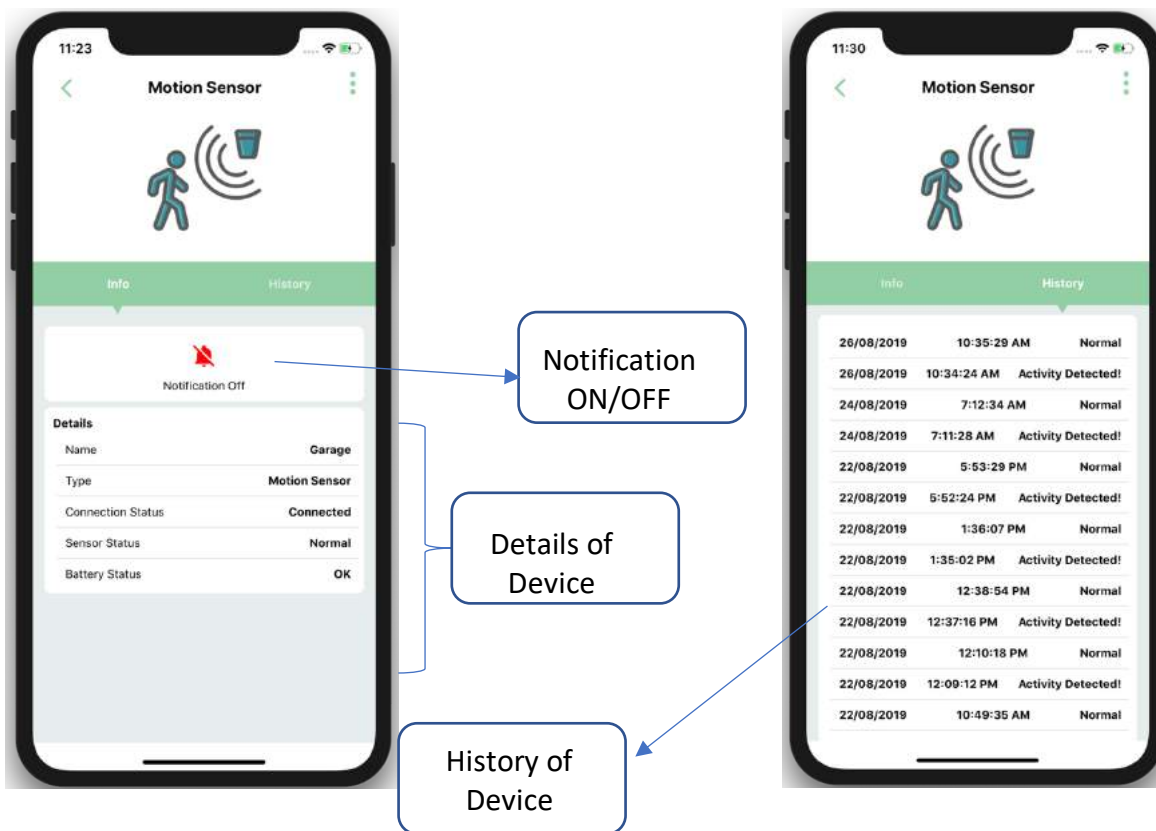 11:23
Motion Sensor
Info History
Notification Off
Details
Name Garage
Type Motion Sensor
Connection Status Connected
Sensor Status Normal
Battery Status OK
Notification
ON/OFF
Details of
Device
History of
Device
11:30
Motion Sensor
Info History
26/08/2019 10:35:29 AM Normal
26/08/2019 10:34:24 AM Activity Detected!
24/08/2019 7:12:34 AM Normal
24/08/2019 7:11:28 AM Activity Detected!
22/08/2019 5:53:29 PM Normal
22/08/2019 5:52:24 PM Activity Detected!
22/08/2019 1:36:07 PM Normal
22/08/2019 1:35:02 PM Activity Detected!
22/08/2019 12:38:54 PM Normal
22/08/2019 12:37:16 PM Activity Detected!
22/08/2019 12:10:18 PM Normal
22/08/2019 12:09:12 PM Activity Detected!
22/08/2019 10:49:35 AM Normal